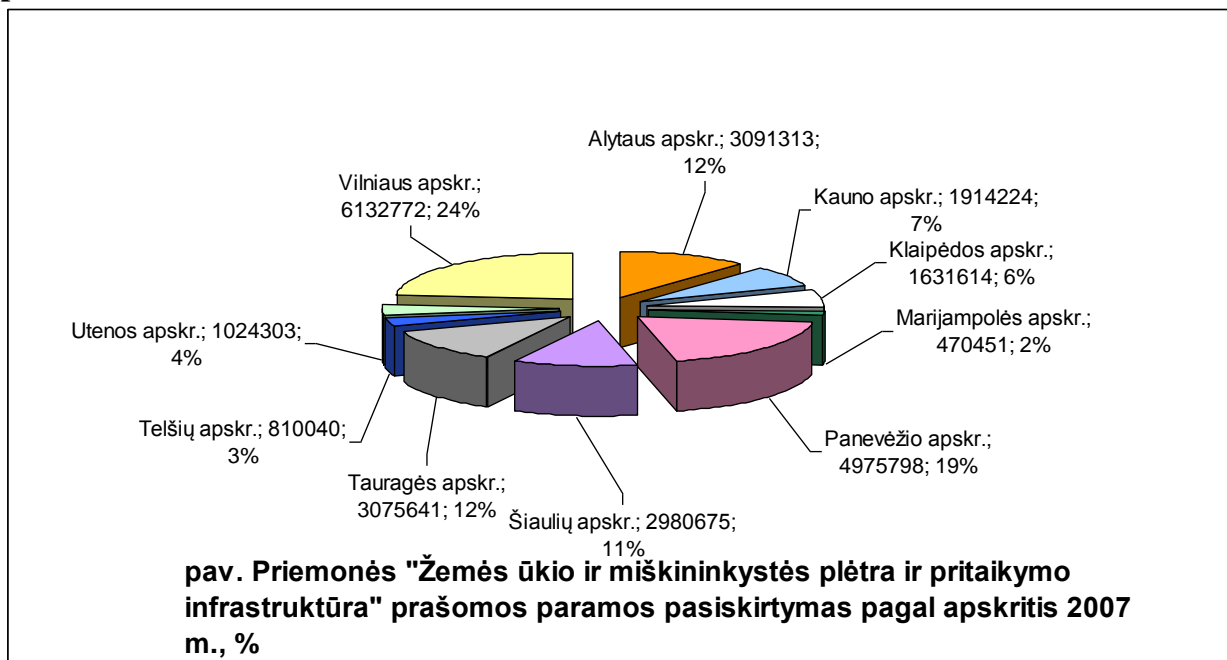 Alytaus apskr.; 3091313;
12%
Kauno apskr.; 1914224;
7%
Klaipėdos apskr.;
1631614; 6%
Marijampolės apskr.;
470451; 2%
Panevėžio apskr.;
4975798; 19%
Šiaulių apskr.; 2980675;
11%
Tauragės apskr.;
3075641; 12%
Telšių apskr.; 810040;
3%
Utenos apskr.; 1024303;
4%
Vilniaus apskr.;
6132772; 24%
pav. Priemonės "Žemės ūkio ir miškininkystės plėtra ir pritaikymo
infrastruktūra" prašomos paramos pasiskirtymas pagal apskritis 2007
m., %